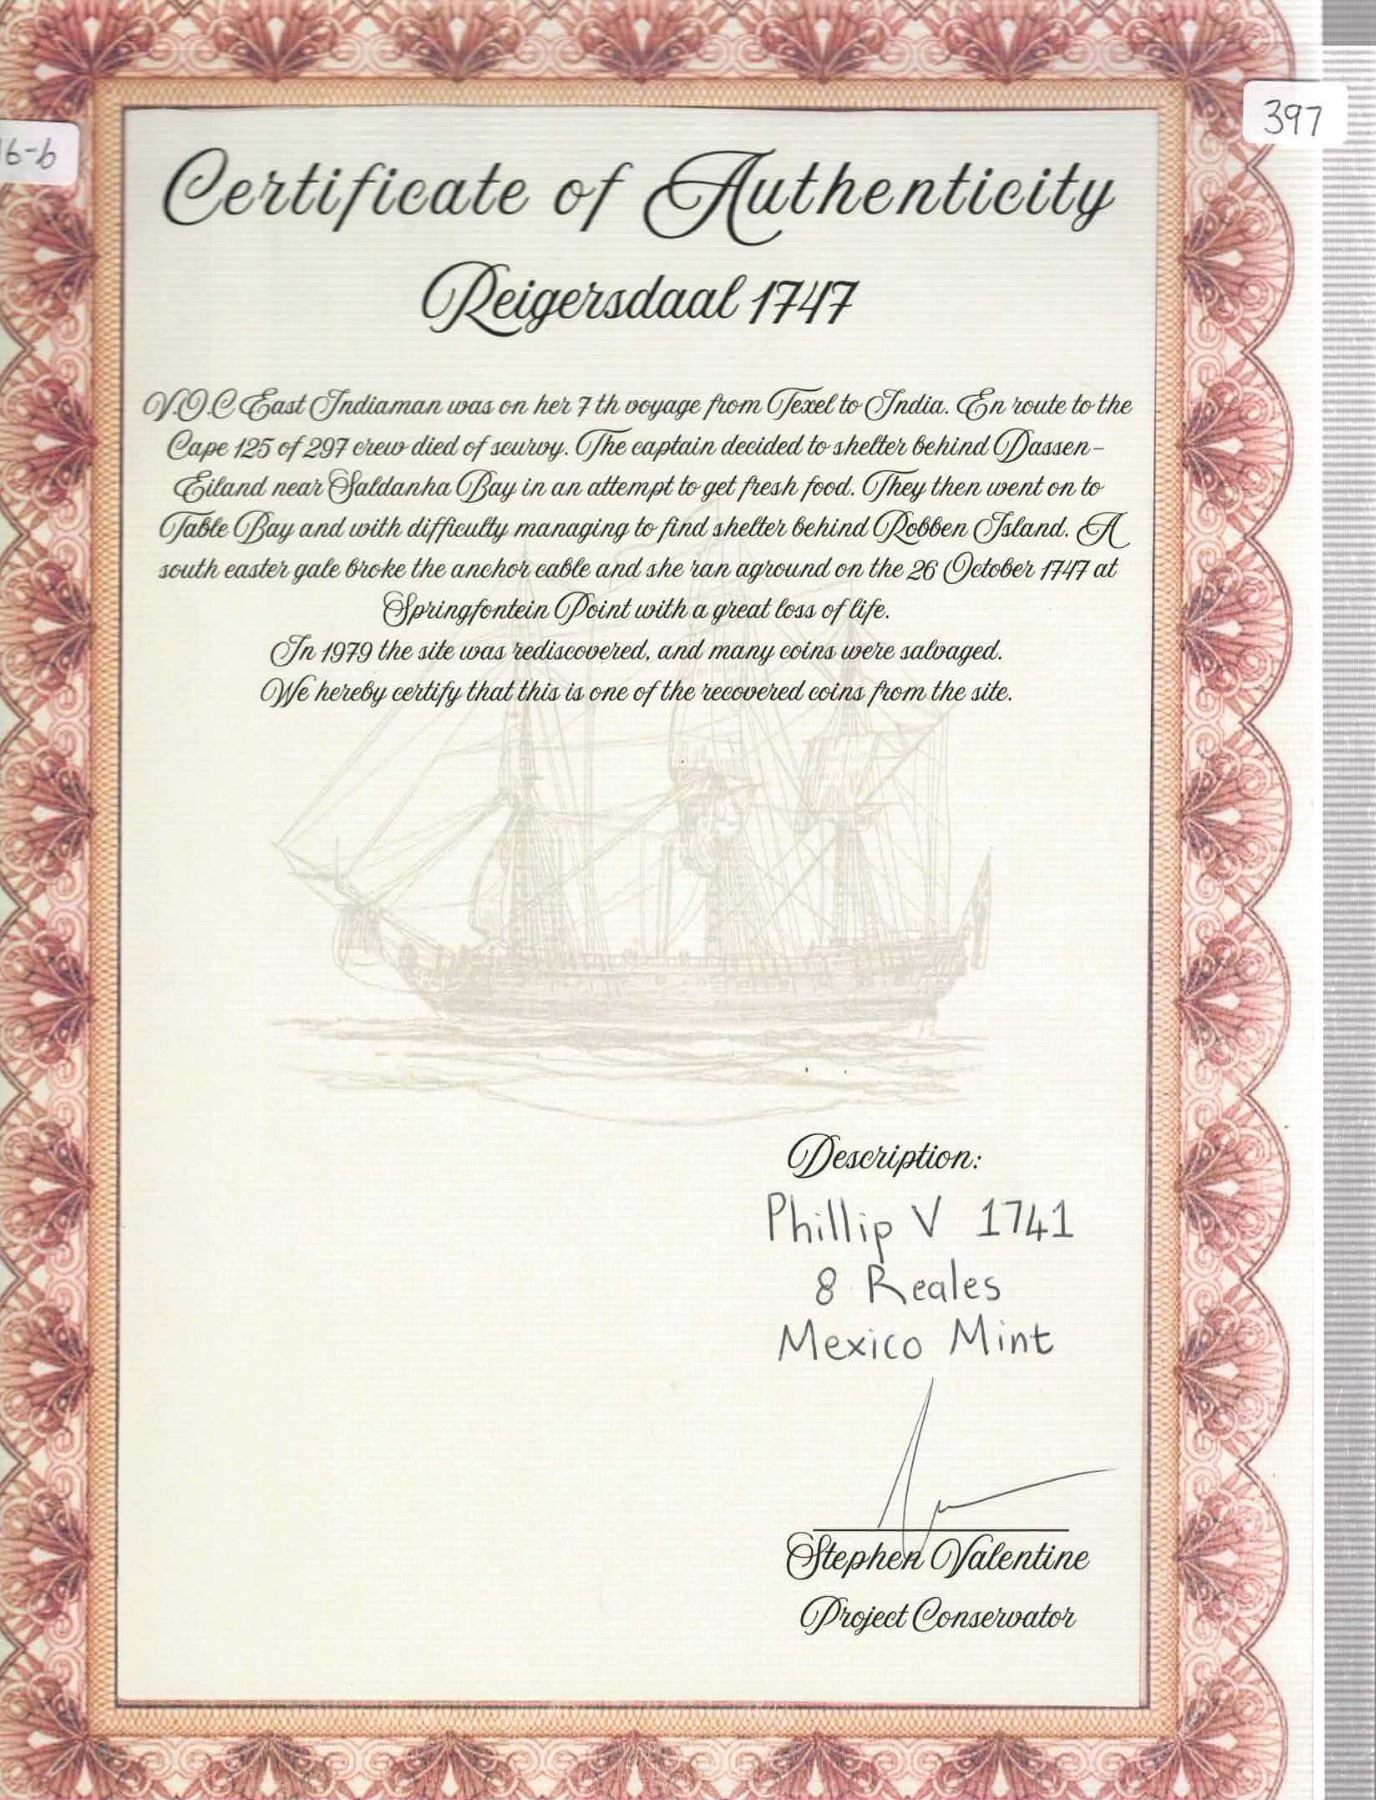 397
16-b
Certificate of Authenticity
Reigersdaal 1747
V.O.C East Indiaman was on her 7 th voyage from Texel to India. En route to the
Cape 125 of 297 crew died of scurvy. The captain decided to shelter behind Dassen-
Eiland near Saldanha Bay in an attempt to get fresh food. They then went on to
Table Bay and with difficulty managing to find shelter behind Robben Island. A
south easter gale broke the anchor cable and she ran aground on the 26 October 1747 at
Springfontein Point with a great loss of life.
In 1979 the site was rediscovered, and many coins were salvaged.
We hereby certify that this is one of the recovered coins from the site.
Description:
Phillip V 1741
8 Reales
Mexico Mint
Stephen Valentine
Project Conservator